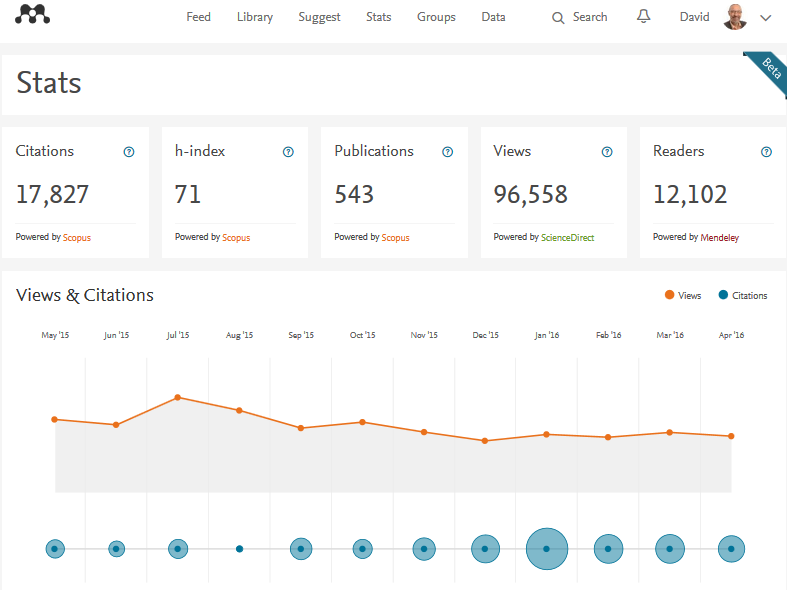 Feed Library Suggest Stats Groups Data Search David
Beta
Stats
Citations h-index Publications Views Readers
17,827 71 543 96,558 12,102
Powered by Scopus Powered by Scopus Powered by Scopus Powered by ScienceDirect Powered by Mendeley
Views & Citations Views Citations
May '15 Jun '15 Jul '15 Aug '15 Sep '15 Oct '15 Nov '15 Dec '15 Jan '16 Feb '16 Mar '16 Apr '16